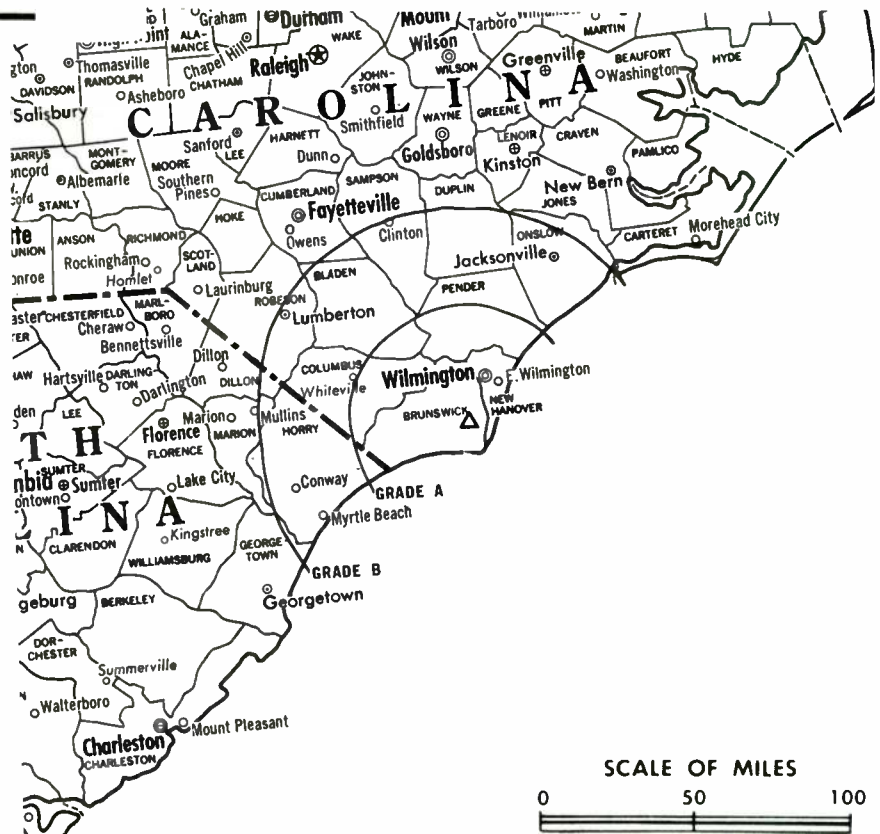 Graham
Durham
Mount
Tarboro
MARTIN
ALA-
MANCE
Chapel Hill
WAKE
Wilson
WILSON
Greenville
BEAUFORT
HYDE
Thomasville
RANDOLPH
DAVIDSON
Raleigh
Washington
CHATHAM
JOHN-
STON
Asheboro
Salisbury
CAROLINA
Smithfield
WAYNE
GREENE
PITT
HARNETT
Sanford
LEE
Goldsboro
LENOIR
CRAVEN
MONT-
GOMERY
MOORE
Dunn
Kinston
PAMLICO
Albemarle
Southern
Pines
SAMPSON
STANLY
CUMBERLAND
DUPLIN
New Bern
JONES
HOKE
Fayetteville
Morehead City
ANSON
RICHMOND
Owens
Clinton
ONSLOW
CARTERET
UNION
Rockingham
SCOT-
LAND
Jacksonville
Hamlet
BLADEN
Laurinburg
ROBESON
PENDER
CHESTERFIELD
MARL-
BORO
Cheraw
Lumberton
Bennettsville
Dillon
COLUMBUS
Wilmington
E. Wilmington
Hartsville
DARLING
TON
DILLON
Whiteville
Darlington
NEW
HANOVER
LEE
Marion
Mullins
BRUNSWICK
Florence
MARION
HORRY
FLORENCE
TH
SUMTER
Sumter
Lake City
Conway
GRADE A
INA
Myrtle Beach
Kingstree
CLARENDON
GEORGE-
TOWN
WILLIAMSBURG
GRADE B
BERKELEY
Georgetown
DOR-
CHESTER
Summerville
Walterboro
Mount Pleasant
Charleston
CHARLESTON
SCALE OF MILES
0 50 100